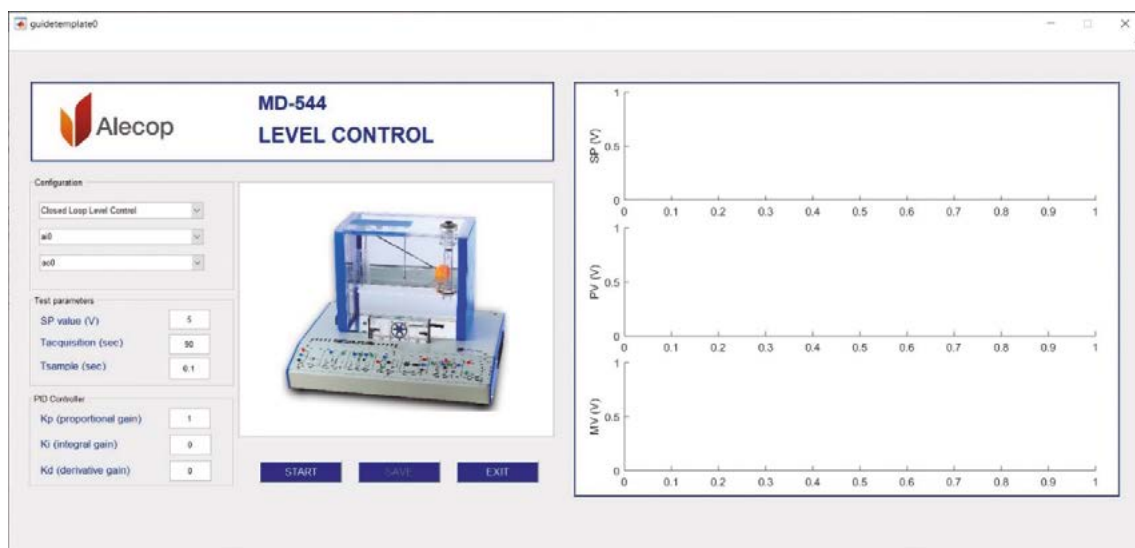 guidetemplate0
Alecop
MD-544
LEVEL CONTROL
Configuration
Closed Loop Level Control
ai0
ao0
Test parameters
SP value (V)
5
Tacquisition (sec)
90
Tsample (sec)
0.1
PID Controller
Kp (proportional gain)
1
Ki (integral gain)
0
Kd (derivative gain)
0
START
SAVE
EXIT
SP (V)
1
0.5
0
0 0.1 0.2 0.3 0.4 0.5 0.6 0.7 0.8 0.9 1
PV (V)
1
0.5
0
0 0.1 0.2 0.3 0.4 0.5 0.6 0.7 0.8 0.9 1
MV (V)
1
0.5
0
0 0.1 0.2 0.3 0.4 0.5 0.6 0.7 0.8 0.9 1